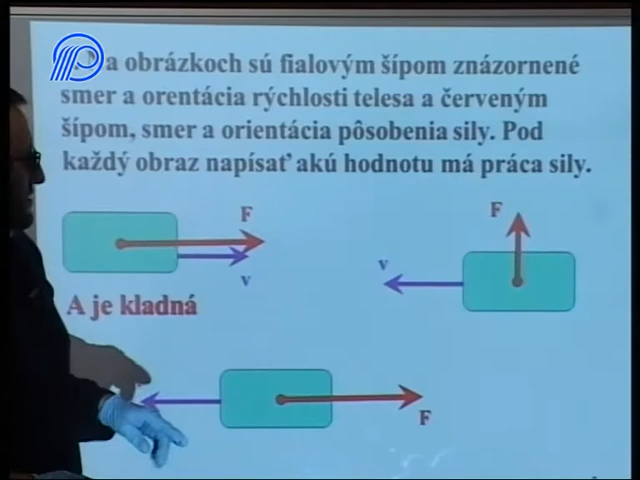 a obrázkoch sú fialovým šípom znázornené
smer a orentácia rýchlosti telesa a červeným
šípom, smer a orientácia pôsobenia sily. Pod
každý obraz napísať akú hodnotu má práca sily.
F
v
A je kladná
F
v
F